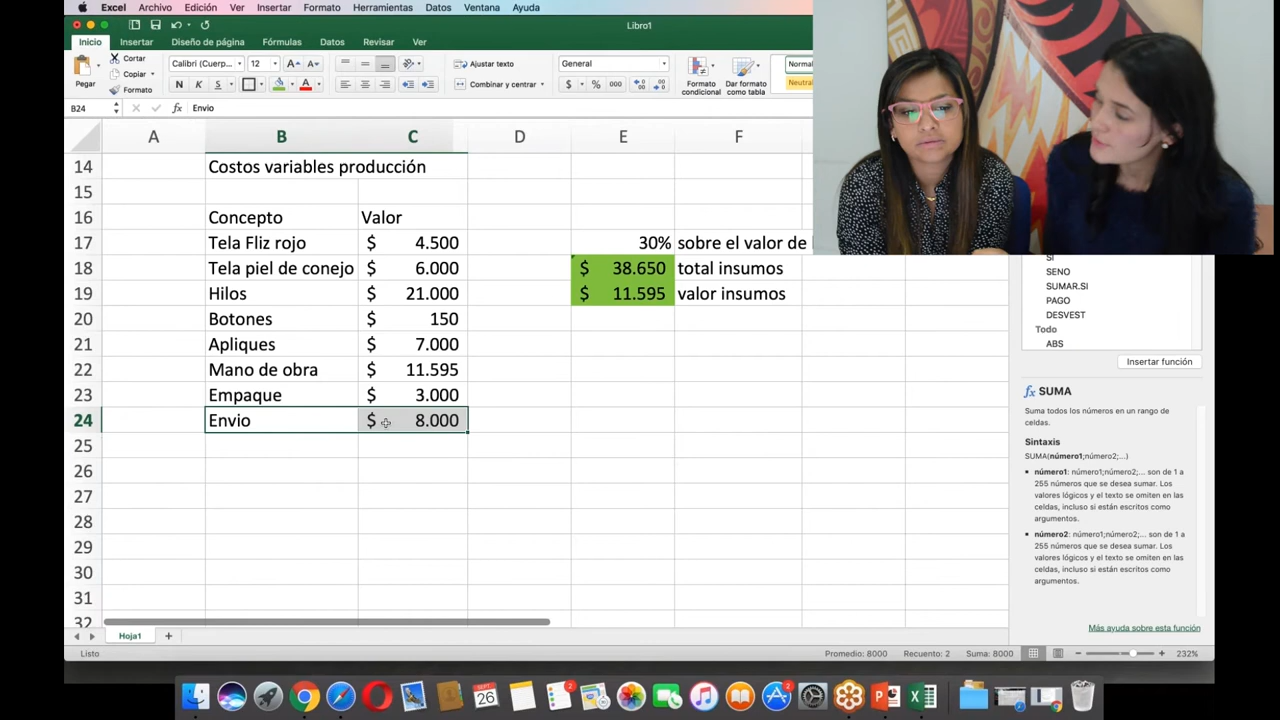 Excel Archivo Edición Ver Insertar Formato Herramientas Datos Ventana Ayuda
Libro1
Inicio Insertar Diseño de página Fórmulas Datos Revisar Ver
Pegar
Cortar
Copiar
Formato
Calibri (Cuerp... 12 A A
N K S A
Ajustar texto
Combinar y centrar
General
$ % 000
Formato condicional
Dar formato como tabla
Normal
Neutral
B24 fx Envio
A B C D E F
14 Costos variables producción
15
16 Concepto Valor
17 Tela Fliz rojo $ 4.500 30% sobre el valor de
18 Tela piel de conejo $ 6.000 $ 38.650 total insumos
19 Hilos $ 21.000 $ 11.595 valor insumos
20 Botones $ 150
21 Apliques $ 7.000
22 Mano de obra $ 11.595
23 Empaque $ 3.000
24 Envio $ 8.000
25
26
27
28
29
30
31
32
SI
SENO
SUMAR.SI
PAGO
DESVEST
Todo
ABS
Insertar función
fx SUMA
Suma todos los números en un rango de
celdas.
Sintaxis
SUMA(número1;número2;...)
número1: número1;número2;... son de 1 a
255 números que se desea sumar. Los
valores lógicos y el texto se omiten en las
celdas, incluso si están escritos como
argumentos.
número2: número1;número2;... son de 1 a
255 números que se desea sumar. Los
valores lógicos y el texto se omiten en las
celdas, incluso si están escritos como
argumentos.
Más ayuda sobre esta función
Hoja1 +
Listo Promedio: 8000 Recuento: 2 Suma: 8000 232%
SEPT
26
2
2